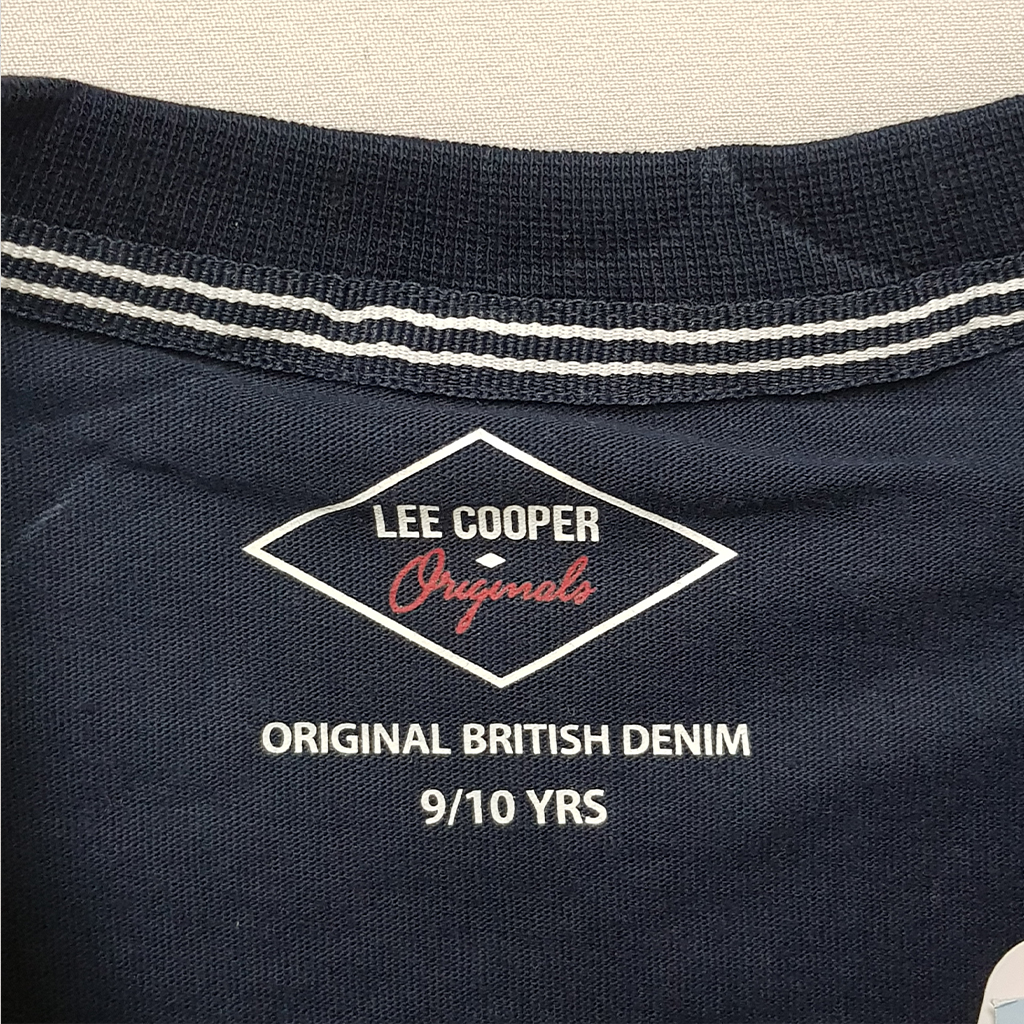 LEE COOPER
Originals
ORIGINAL BRITISH DENIM
9/10 YRS